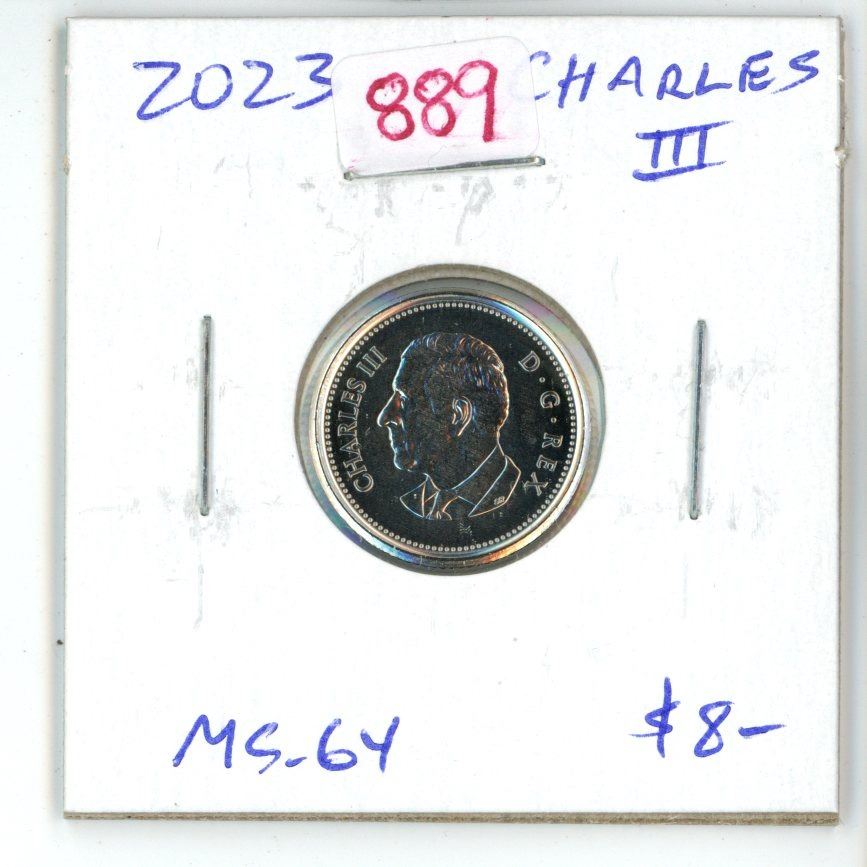 2023 889 CHARLES
III
CHARLES III D·G·REX
MS-64 $8-